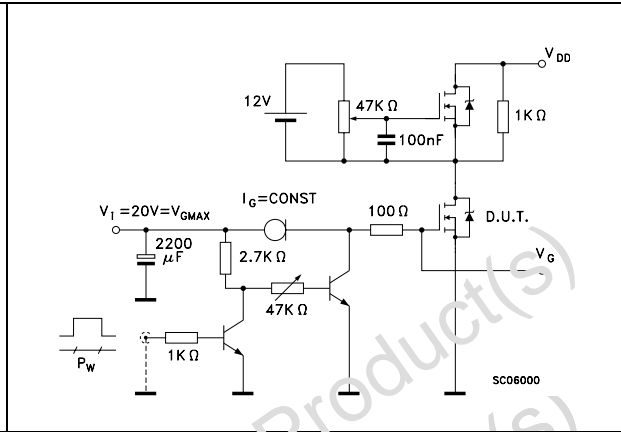 V DD
12V
47K Ω
1K Ω
100nF
I G =CONST
V I =20V=V GMAX
100 Ω
D.U.T.
2200
μF
2.7K Ω
V G
47K Ω
1K Ω
P W
SC06000
Product(s)